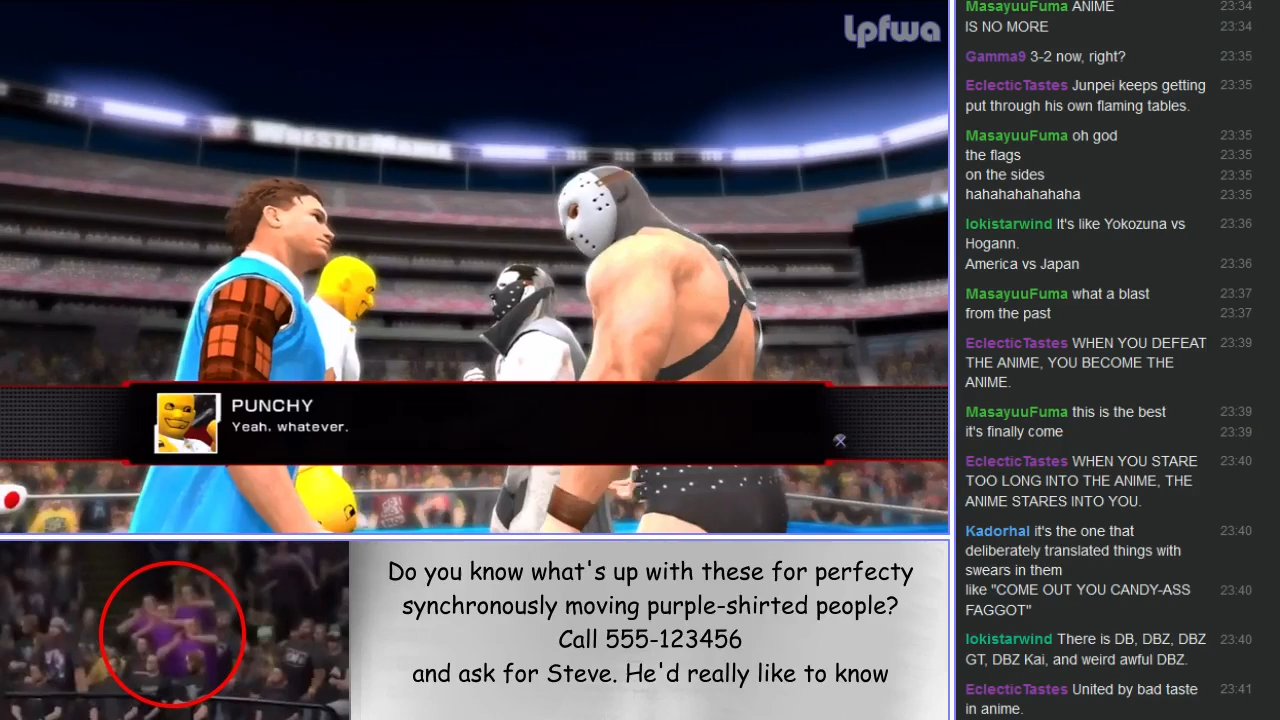 lpfwa
WRESTLEMANIA
PUNCHY
Yeah, whatever.
Do you know what's up with these for perfecty
synchronously moving purple-shirted people?
Call 555-123456
and ask for Steve. He'd really like to know
MasayuuFuma ANIME 23:34
IS NO MORE 23:34
Gamma9 3-2 now, right? 23:35
EclecticTastes Junpei keeps getting 23:35
put through his own flaming tables.
MasayuuFuma oh god 23:35
the flags 23:35
on the sides 23:35
hahahahahahaha 23:35
lokistarwind It's like Yokozuna vs 23:36
Hogann.
America vs Japan 23:36
MasayuuFuma what a blast 23:37
from the past 23:37
EclecticTastes WHEN YOU DEFEAT 23:39
THE ANIME, YOU BECOME THE
ANIME.
MasayuuFuma this is the best 23:39
it's finally come 23:39
EclecticTastes WHEN YOU STARE 23:40
TOO LONG INTO THE ANIME, THE
ANIME STARES INTO YOU.
Kadorhal it's the one that 23:40
deliberately translated things with
swears in them
like "COME OUT YOU CANDY-ASS 23:40
FAGGOT"
lokistarwind There is DB, DBZ, DBZ 23:40
GT, DBZ Kai, and weird awful DBZ.
EclecticTastes United by bad taste 23:41
in anime.